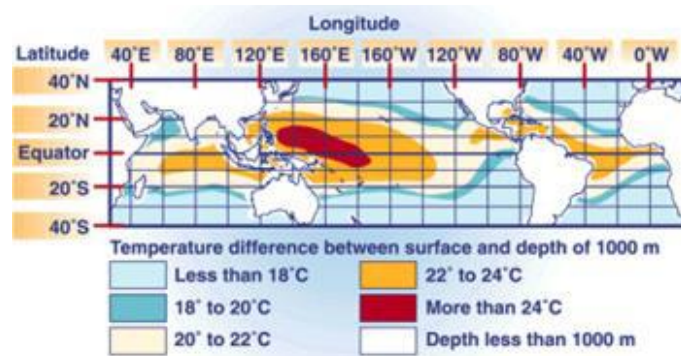 Longitude
Latitude 40˚E 80˚E 120˚E 160˚E 160˚W 120˚W 80˚W 40˚W 0˚W
40˚N
20˚N
Equator
20˚S
40˚S
Temperature difference between surface and depth of 1000 m
Less than 18˚C 22˚ to 24˚C
18˚ to 20˚C More than 24˚C
20˚ to 22˚C Depth less than 1000 m